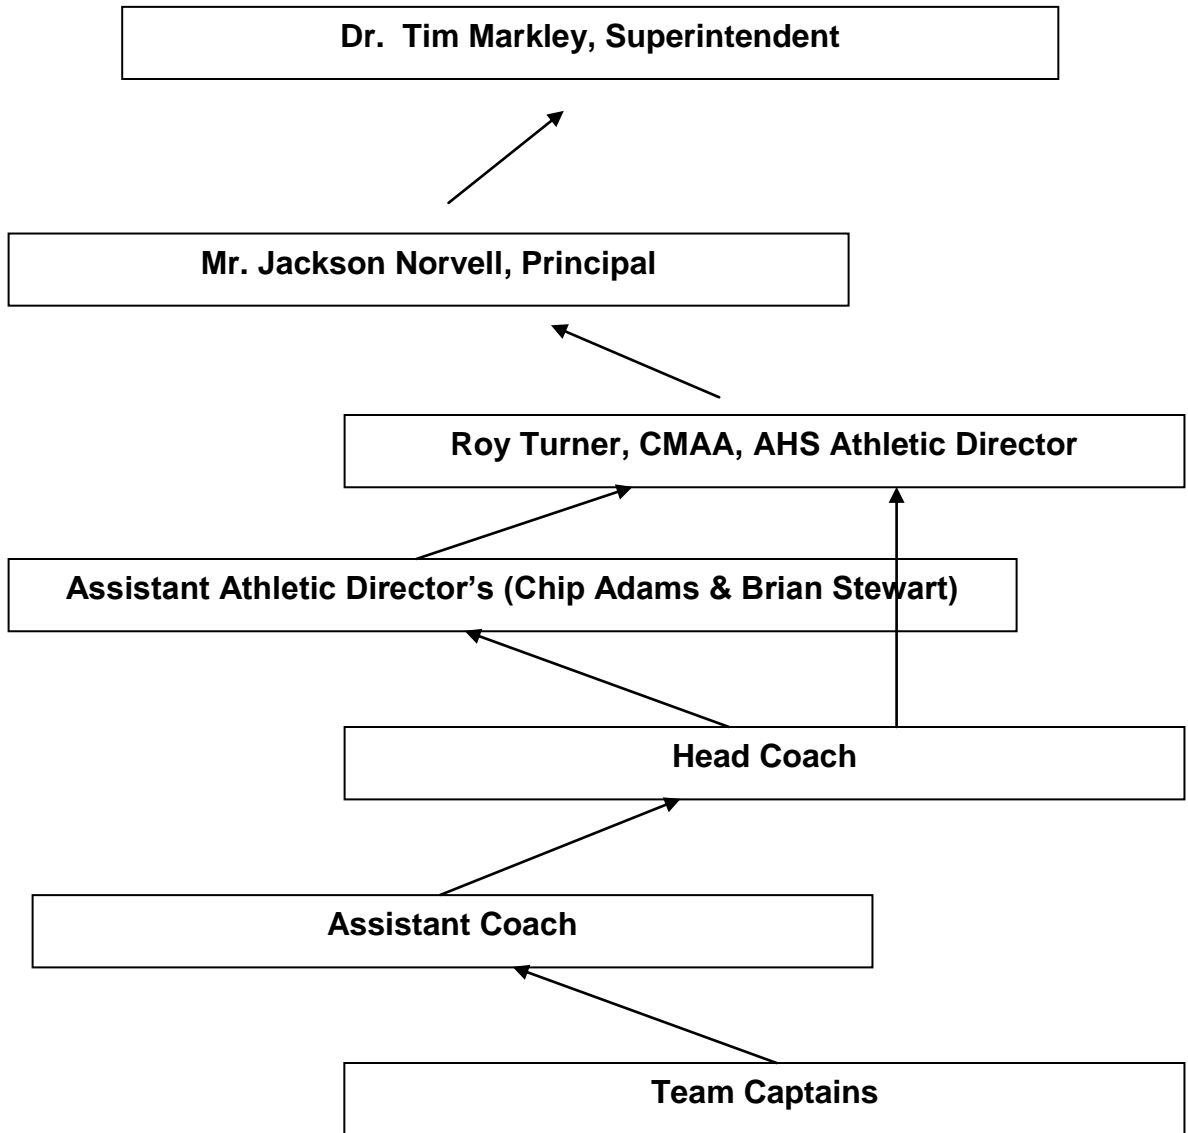 Dr. Tim Markley, Superintendent
Mr. Jackson Norvell, Principal
Roy Turner, CMAA, AHS Athletic Director
Assistant Athletic Director’s (Chip Adams & Brian Stewart)
Head Coach
Assistant Coach
Team Captains